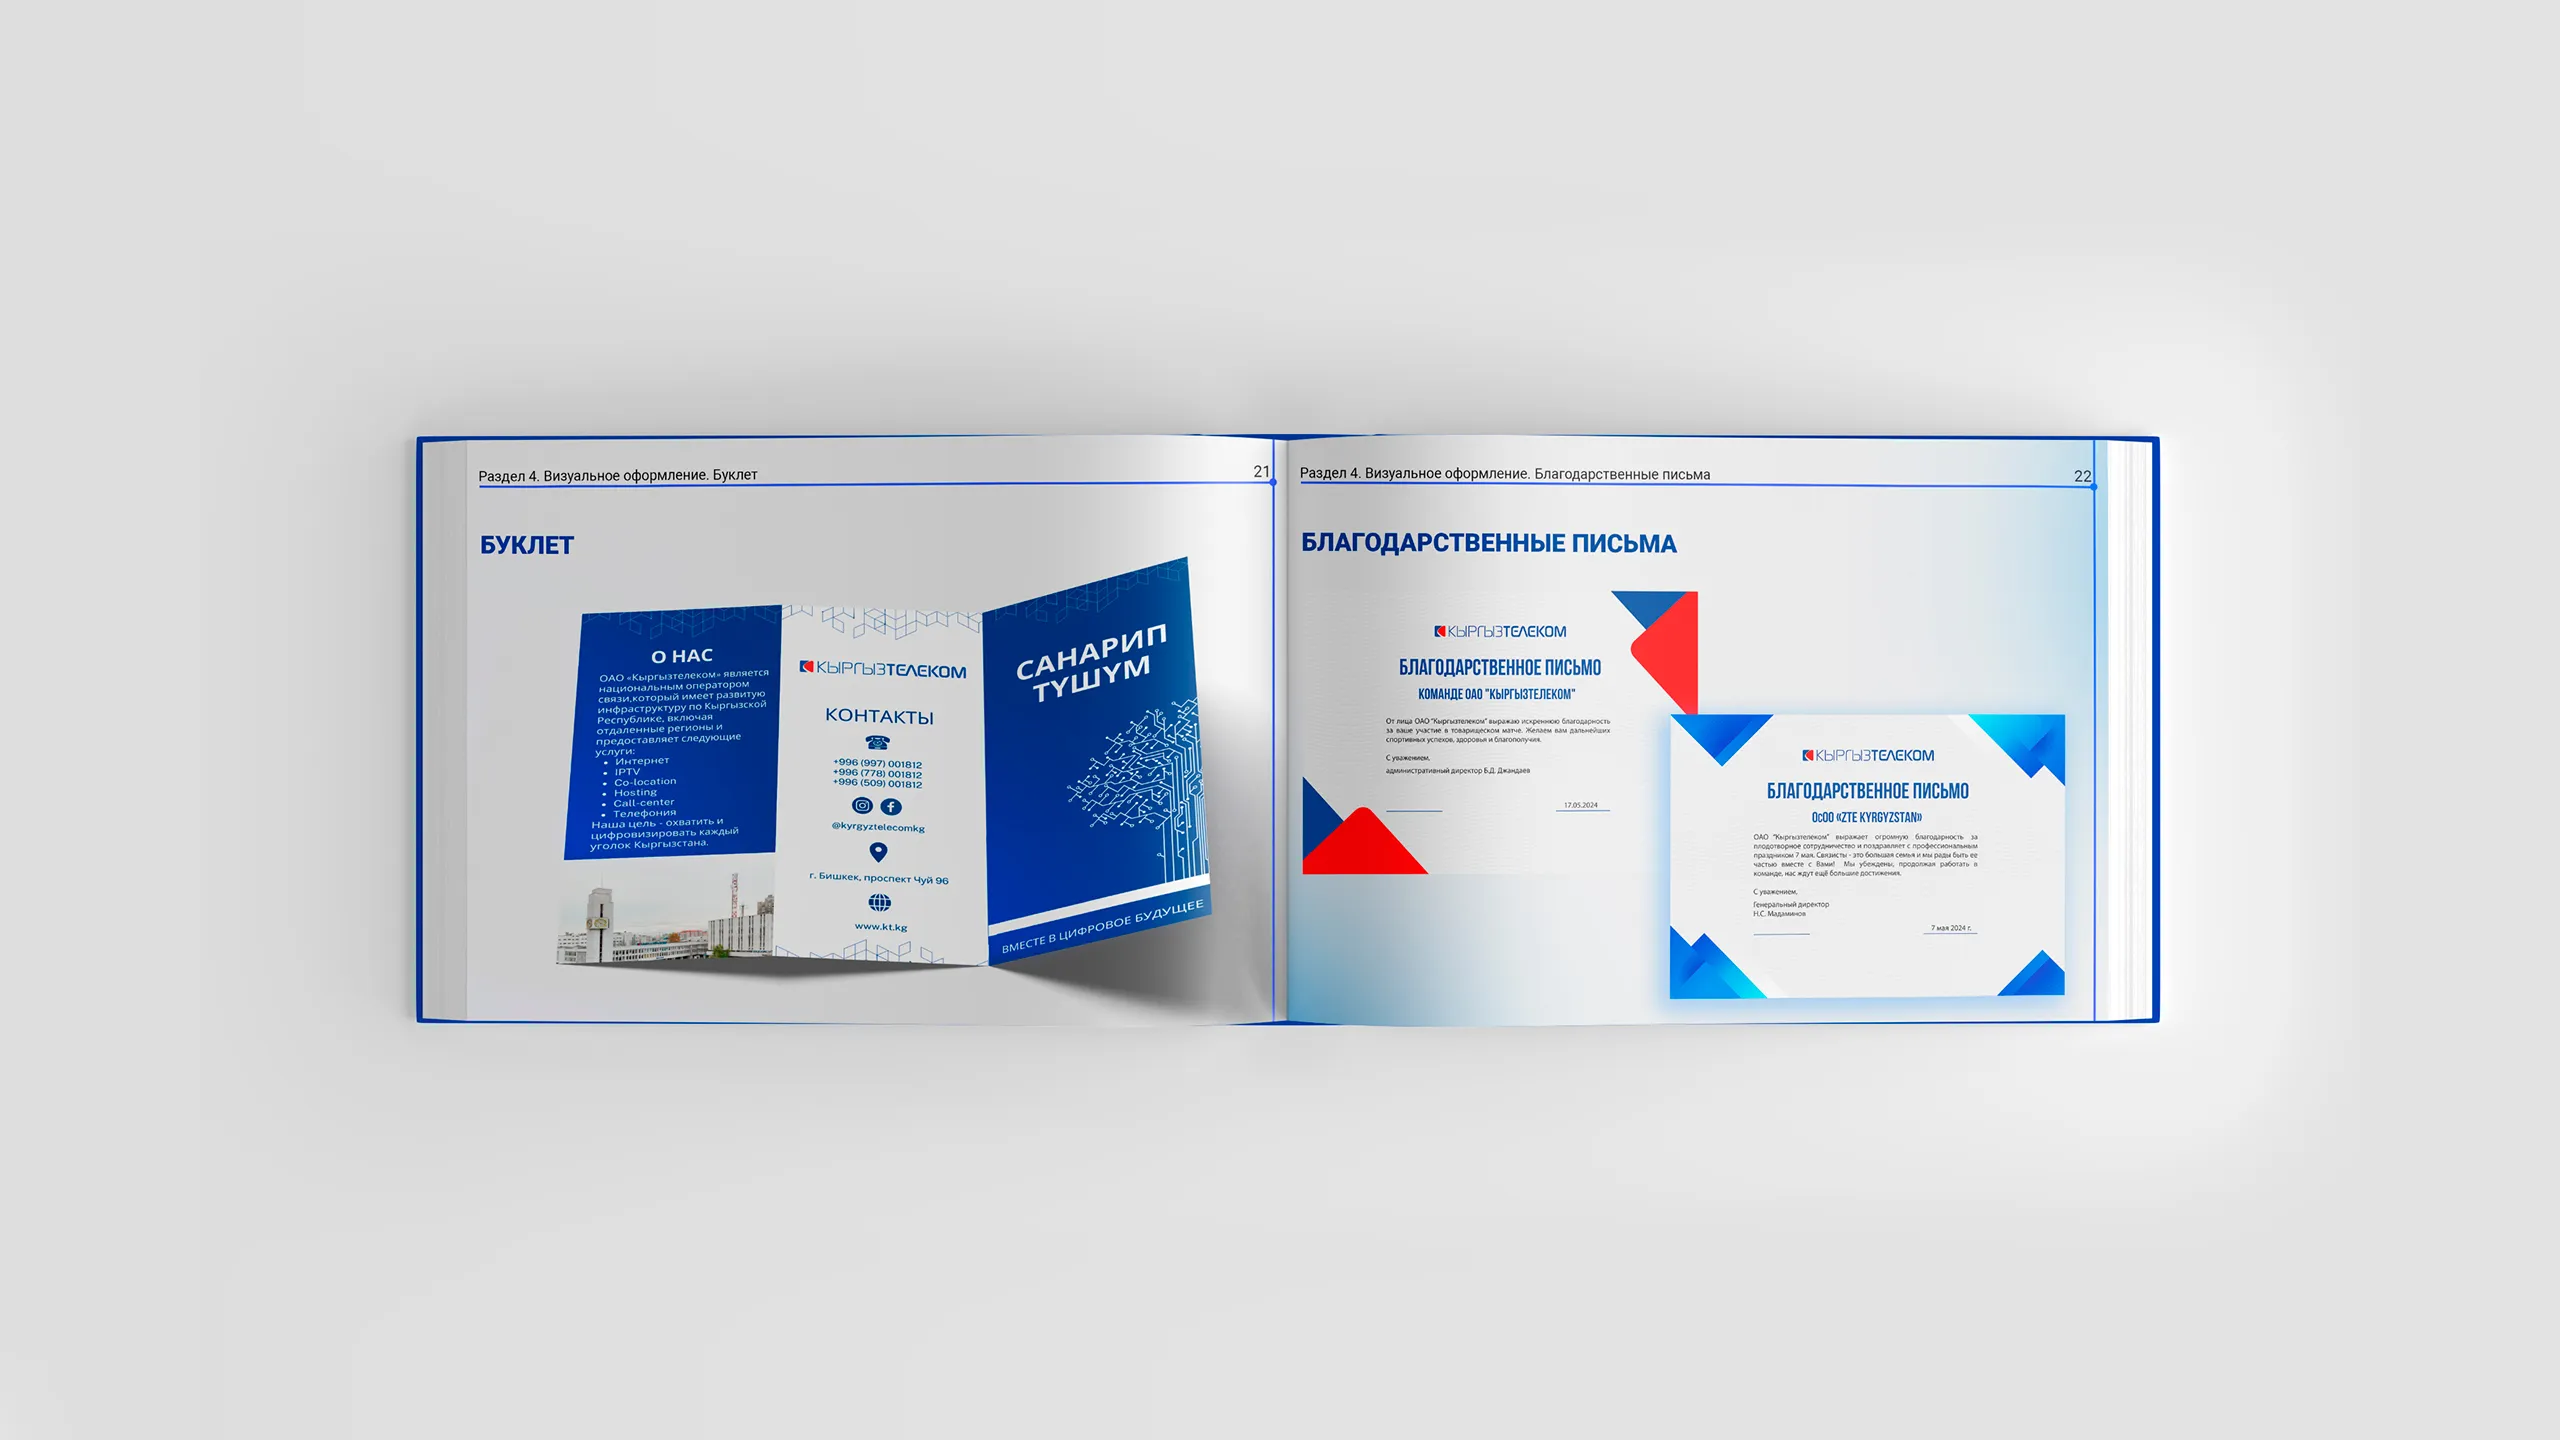 Раздел 4. Визуальное оформление. Буклет
21
БУКЛЕТ
О НАС
ОАО «Кыргызтелеком» является
национальным оператором
связи,который имеет развитую
инфраструктуру по Кыргызской
Республике, включая
отдаленные регионы и
предоставляет следующие
услуги:
• Интернет
• IPTV
• Co-location
• Hosting
• Call-center
• Телефония
Наша цель - охватить и
цифровизировать каждый
уголок Кыргызстана.
КЫРГЫЗТЕЛЕКОМ
КОНТАКТЫ
+996 (997) 001812
+996 (778) 001812
+996 (509) 001812
@kyrgyztelecomkg
г. Бишкек, проспект Чуй 96
www.kt.kg
САНАРИП
ТҮШҮМ
ВМЕСТЕ В ЦИФРОВОЕ БУДУЩЕЕ
Раздел 4. Визуальное оформление. Благодарственные письма
22
БЛАГОДАРСТВЕННЫЕ ПИСЬМА
КЫРГЫЗТЕЛЕКОМ
БЛАГОДАРСТВЕННОЕ ПИСЬМО
КОМАНДЕ ОАО "КЫРГЫЗТЕЛЕКОМ"
От лица ОАО "Кыргызтелеком" выражаю искреннюю благодарность
за ваше участие в товарищеском матче. Желаем вам дальнейших
спортивных успехов, здоровья и благополучия.
С уважением,
административный директор Б.Д. Джандаев
17.05.2024
КЫРГЫЗТЕЛЕКОМ
БЛАГОДАРСТВЕННОЕ ПИСЬМО
ОсОО «ZTE KYRGYZSTAN»
ОАО "Кыргызтелеком" выражает огромную благодарность за
плодотворное сотрудничество и поздравляет с профессиональным
праздником 7 мая. Связисты - это большая семья и мы рады быть ее
частью вместе с Вами! Мы убеждены, продолжая работать в
команде, нас ждут ещё большие достижения.
С уважением,
Генеральный директор
Н.С. Мадаминов
7 мая 2024 г.